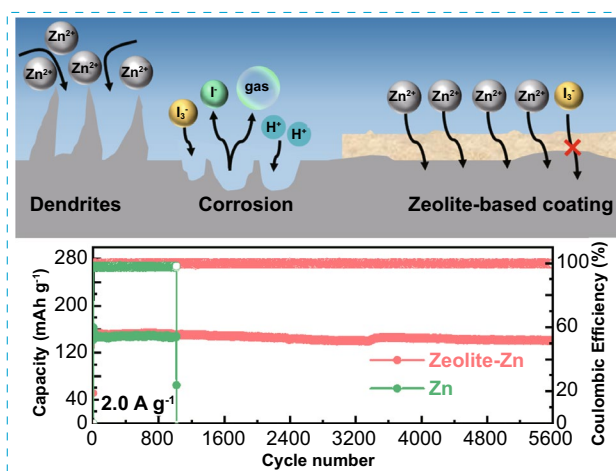 Zn²⁺
Zn²⁺
Zn²⁺
Zn²⁺
I₃⁻
I⁻
gas
H⁺
H⁺
Zn²⁺
Zn²⁺
Zn²⁺
Zn²⁺
I₃⁻
Dendrites
Corrosion
Zeolite-based coating
Capacity (mAh g⁻¹)
280
240
160
120
80
40
0
2.0 A g⁻¹
Zeolite-Zn
Zn
100
80
60
40
20
0
Coulombic Efficiency (%)
0
800
1600
2400
3200
4000
4800
5600
Cycle number